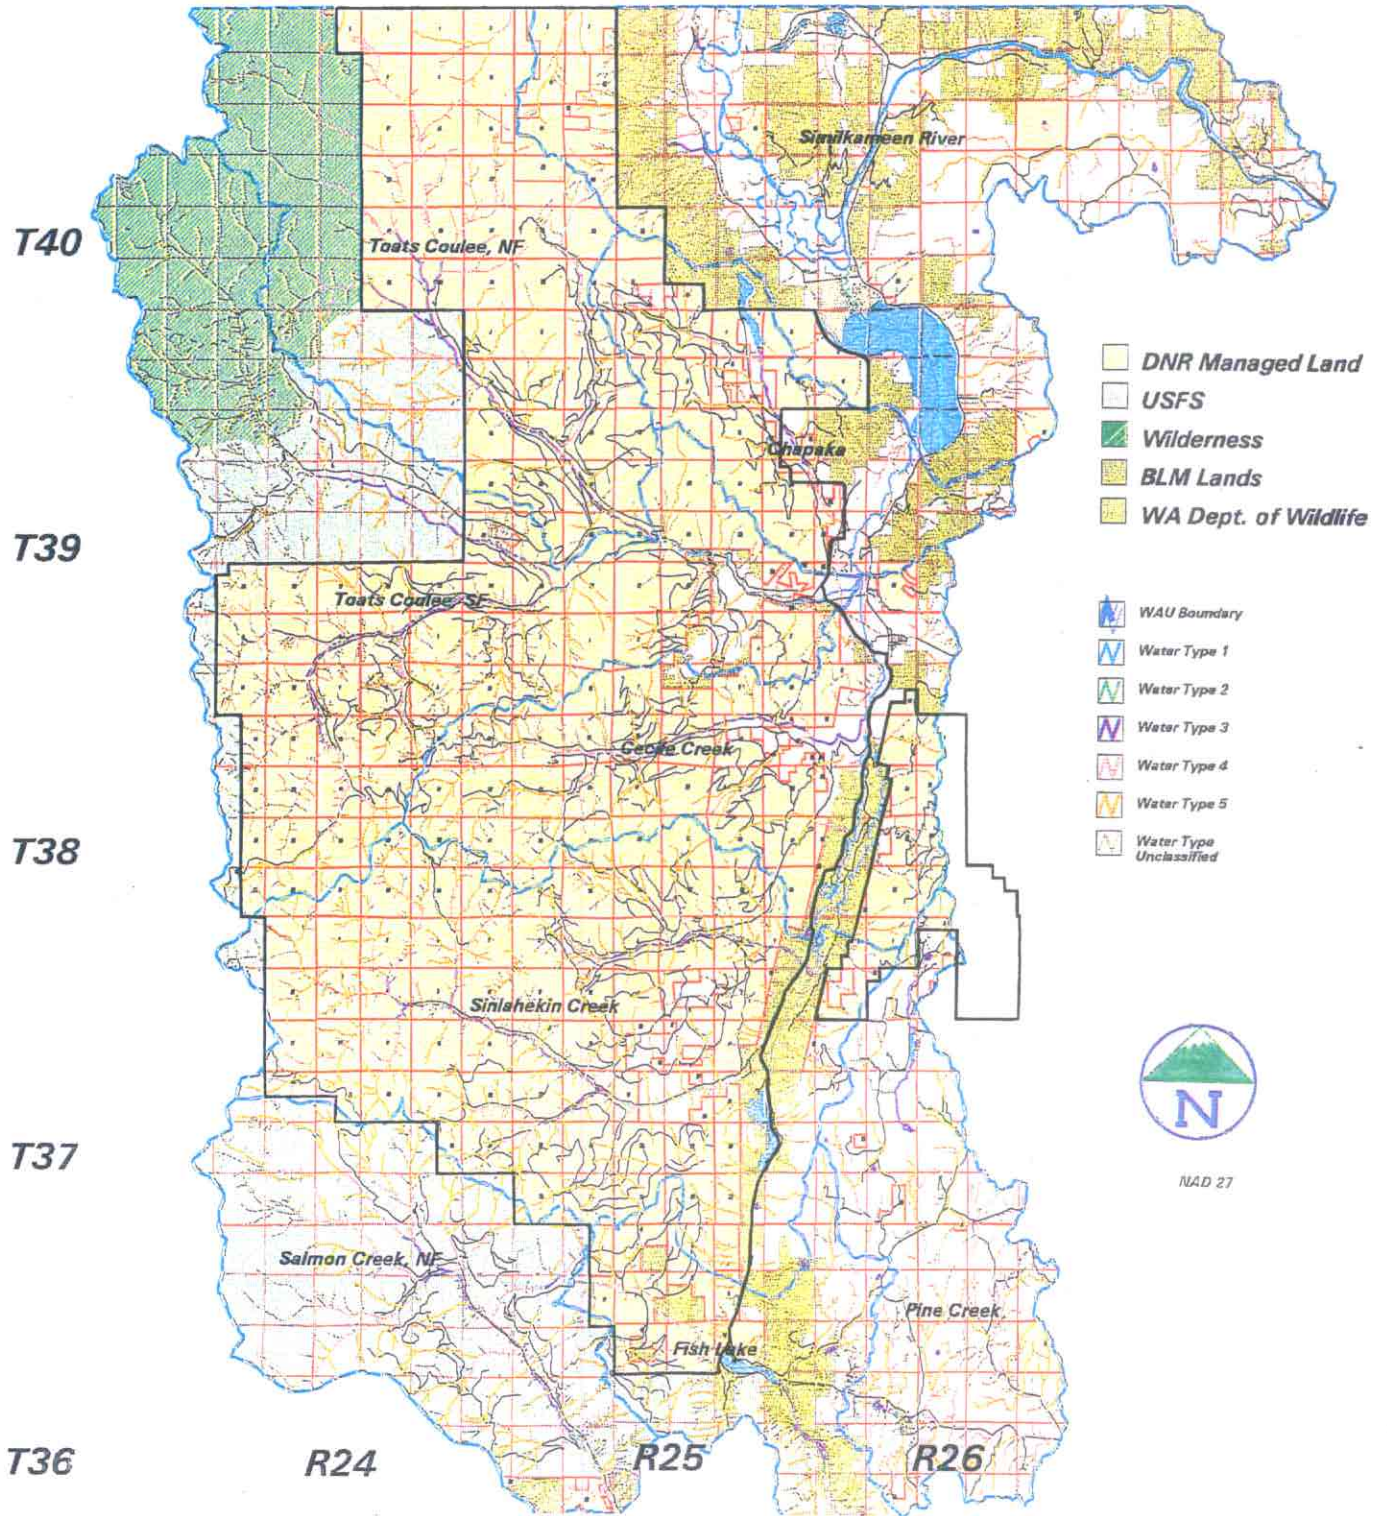 Similkameen River
T40
Toats Coulee, NF
DNR Managed Land
USFS
Wilderness
BLM Lands
WA Dept. of Wildlife
Chopaka
T39
Toats Coulee, SF
WAU Boundary
Water Type 1
Water Type 2
Water Type 3
Water Type 4
Water Type 5
Water Type
Unclassified
Cecile Creek
T38
Sinlahekin Creek
N
T37
NAD 27
Salmon Creek, NF
Pine Creek
Fish Lake
T36
R24
R25
R26